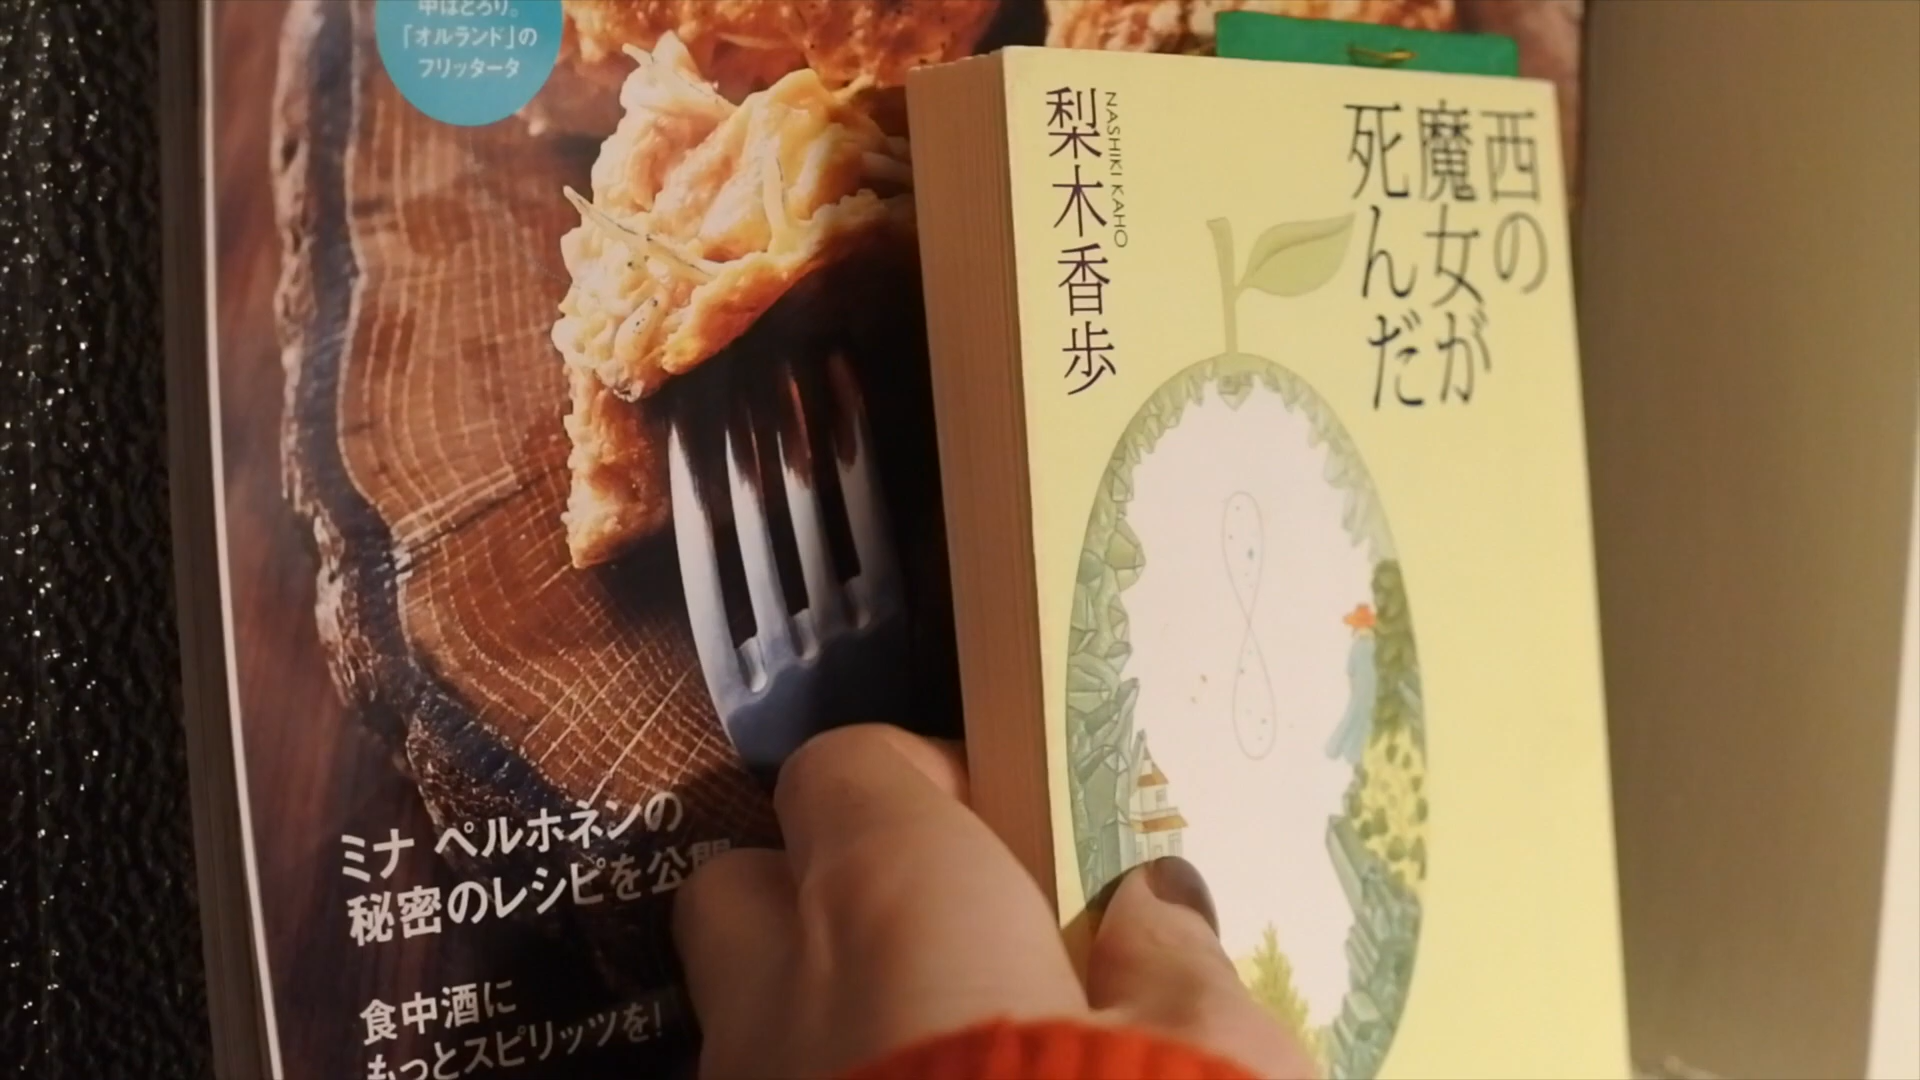 中はとろり。
「オルランド」の
フリッタータ
ミナ ペルホネンの
秘密のレシピを公開
食中酒に
もっとスピリッツを!
西の
魔女が
死んだ
梨木香歩
NASHIKI KAHO